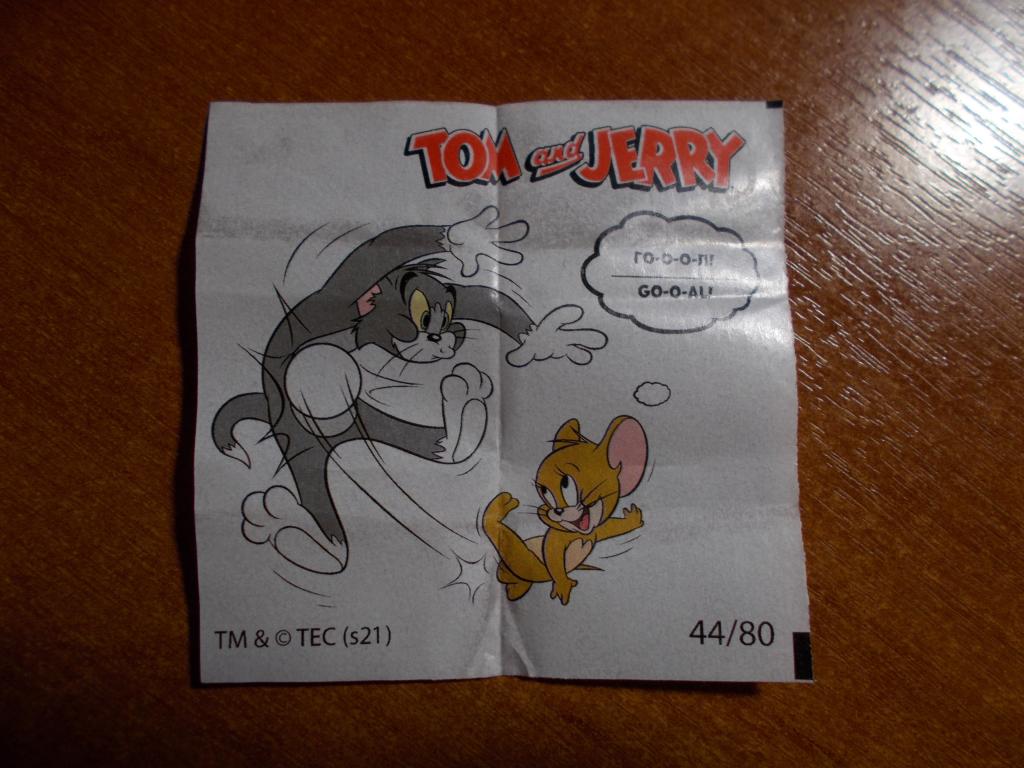 TOM and JERRY
ГО-О-О-Л!
GO-O-AL!
TM & © TEC (s21)
44/80